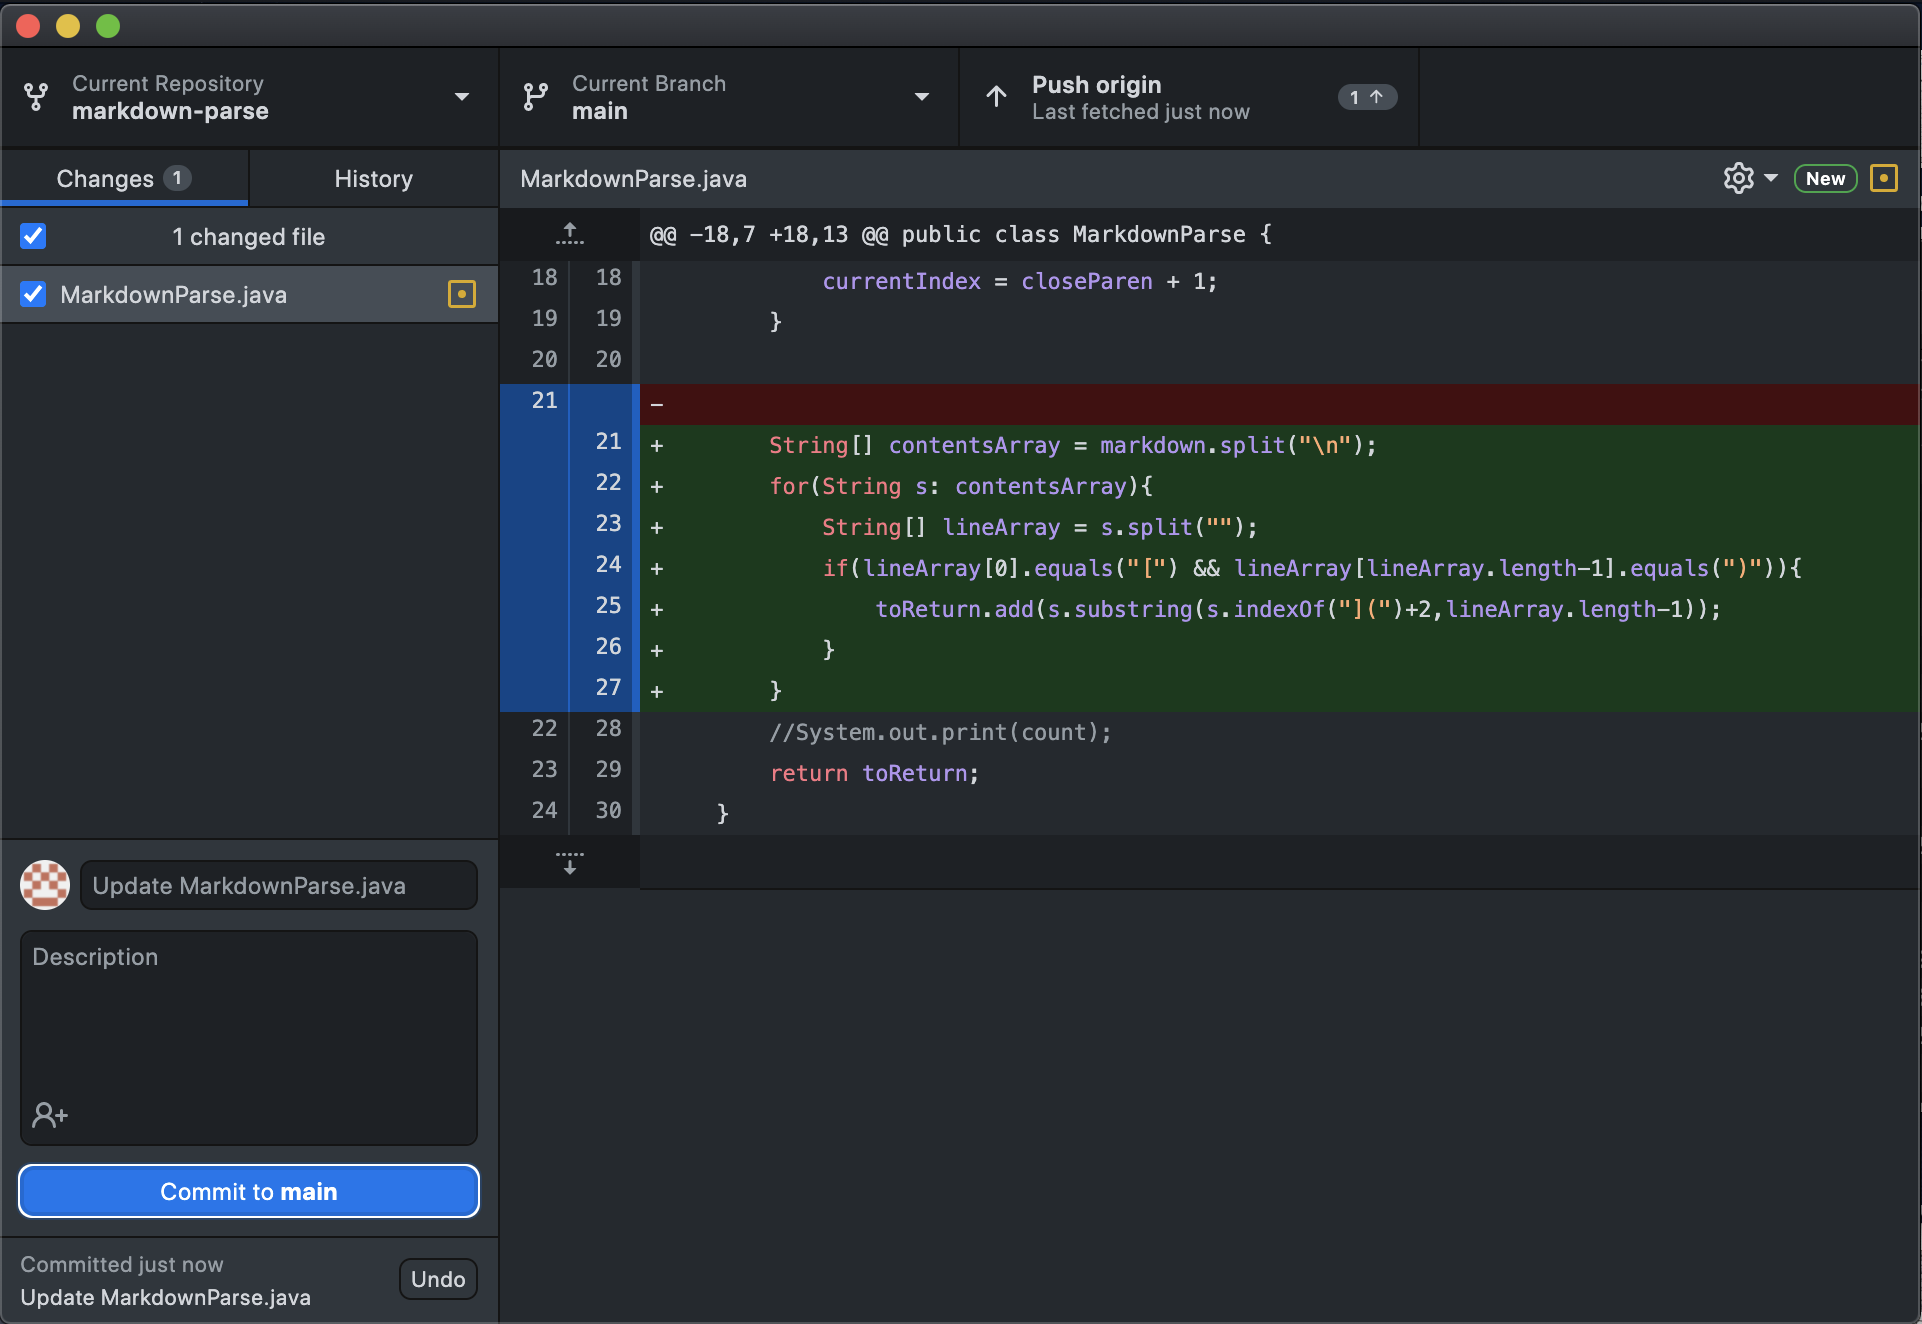 Current Repository
markdown-parse
Current Branch
main
Push origin
Last fetched just now
1 ↑
Changes 1
History
MarkdownParse.java
New
1 changed file
MarkdownParse.java
@@ -18,7 +18,13 @@ public class MarkdownParse {
18 18             currentIndex = closeParen + 1;
19 19         }
20 20
21 -
21 +        String[] contentsArray = markdown.split("\n");
22 +        for(String s: contentsArray){
23 +            String[] lineArray = s.split("");
24 +            if(lineArray[0].equals("[") && lineArray[lineArray.length-1].equals(")")){
25 +                toReturn.add(s.substring(s.indexOf("](")+2,lineArray.length-1));
26 +            }
27 +        }
22 28         //System.out.print(count);
23 29         return toReturn;
24 30     }
Update MarkdownParse.java
Description
Commit to main
Committed just now
Update MarkdownParse.java
Undo